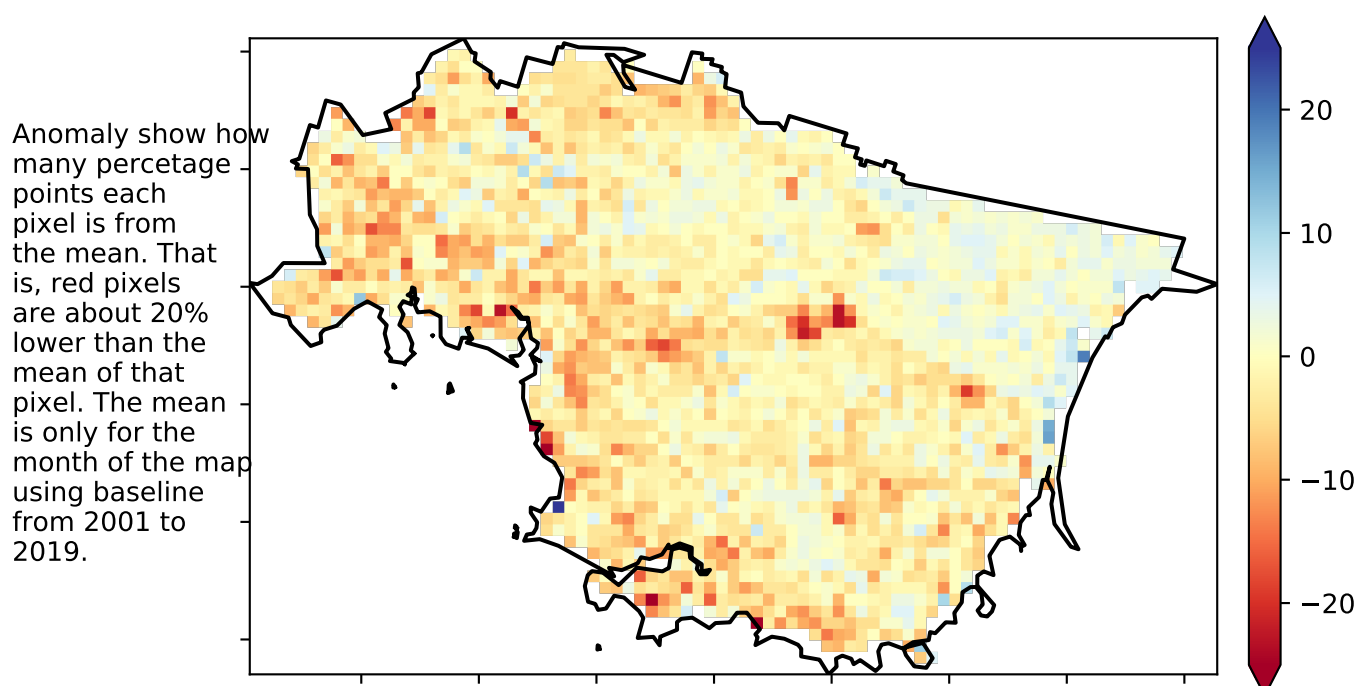 Anomaly show how
many percetage
points each
pixel is from
the mean. That
is, red pixels
are about 20%
lower than the
mean of that
pixel. The mean
is only for the
month of the map
using baseline
from 2001 to
2019.
20
10
0
−10
−20